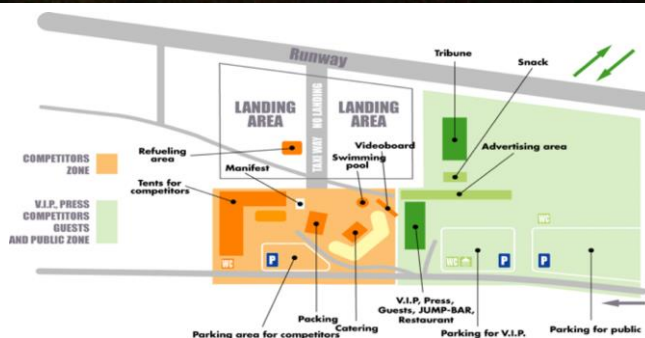 Runway
Tribune
Snack
LANDING
AREA
TAXI-WAY NO LANDING
LANDING
AREA
Videoboard
Advertising area
Refueling
area
Swimming
pool
COMPETITORS
ZONE
Manifest
Tents for
competitors
V.I.P., PRESS
COMPETITORS
GUESTS
AND PUBLIC ZONE
WC
WC
P
WC
P
P
V.I.P, Press,
Guests, JUMP-BAR,
Restaurant
Packing
Catering
Parking area for competitors
Parking for V.I.P.
Parking for public